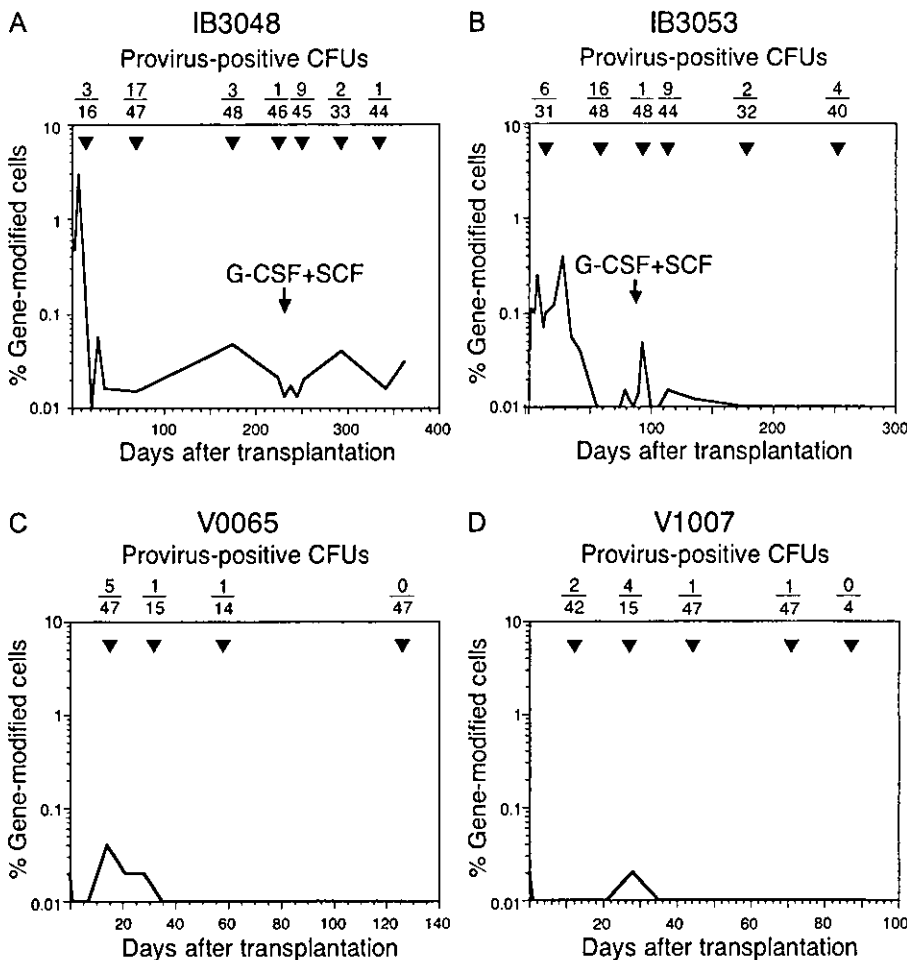 A
IB3048
Provirus-positive CFUs
3 17 3 1 9 2 1
16 47 48 46 45 33 44
% Gene-modified cells
10
1
0.1
0.01
G-CSF+SCF
0 100 200 300 400
Days after transplantation
B
IB3053
Provirus-positive CFUs
6 16 1 9 2 4
31 48 48 44 32 40
% Gene-modified cells
10
1
0.1
0.01
G-CSF+SCF
0 100 200 300
Days after transplantation
C
V0065
Provirus-positive CFUs
5 1 1 0
47 15 14 47
% Gene-modified cells
10
1
0.1
0.01
20 40 60 80 100 120 140
Days after transplantation
D
V1007
Provirus-positive CFUs
2 4 1 1 0
42 15 47 47 4
% Gene-modified cells
10
1
0.1
0.01
20 40 60 80 100
Days after transplantation